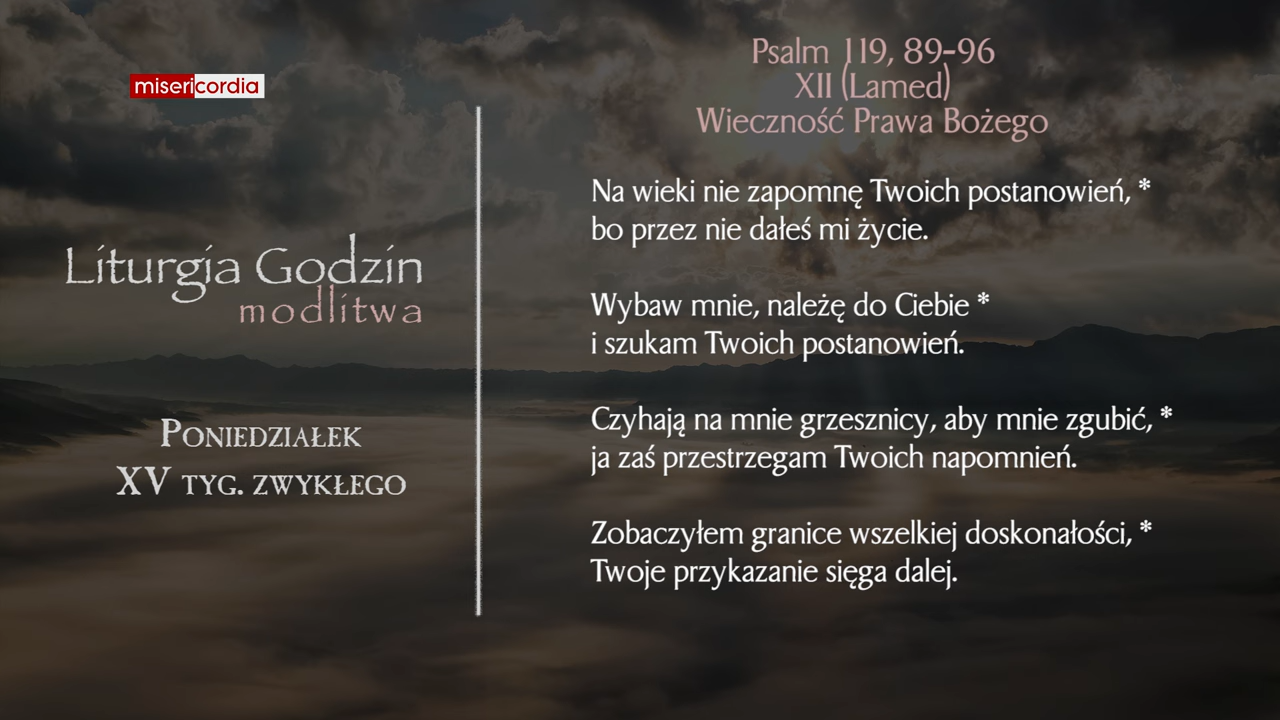 misericordia
Liturgia Godzin
modlitwa
Poniedziałek
XV tyg. zwykłego
Psalm 119, 89-96
XII (Lamed)
Wieczność Prawa Bożego
Na wieki nie zapomnę Twoich postanowień, *
bo przez nie dałeś mi życie.
Wybaw mnie, należę do Ciebie *
i szukam Twoich postanowień.
Czyhają na mnie grzesznicy, aby mnie zgubić, *
ja zaś przestrzegam Twoich napomnień.
Zobaczyłem granice wszelkiej doskonałości, *
Twoje przykazanie sięga dalej.